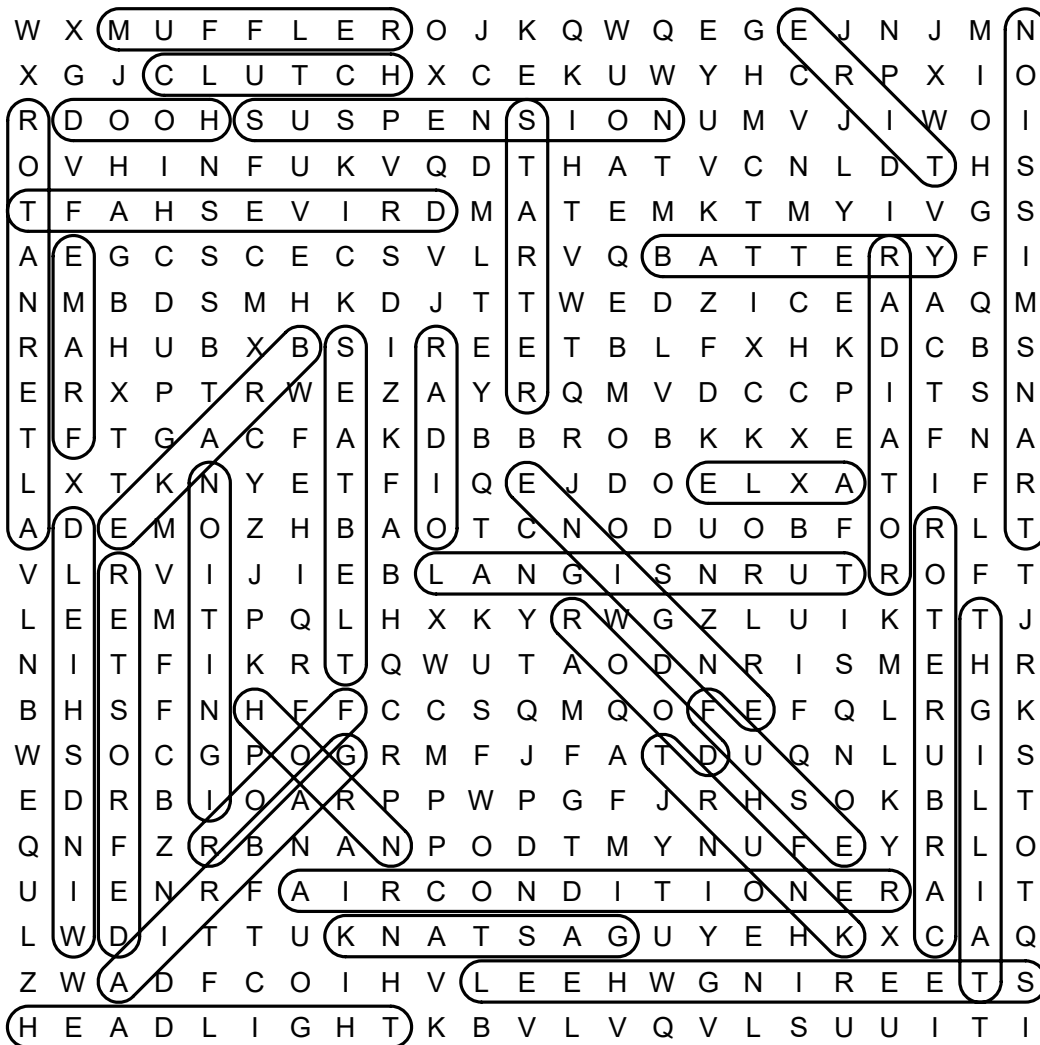 W X M U F F L E R O J K Q W Q E G E J N J M N
X G J C L U T C H X C E K U W Y H C R P X I O
R D O O H S U S P E N S I O N U M V J I W O I
O V H I N F U K V Q D T H A T V C N L D T H S
T F A H S E V I R D M A T E M K T M Y I V G S
A E G C S C E C S V L R V Q B A T T E R Y F I
N M B D S M H K D J T T W E D Z I C E A A Q M
R A H U B X B S I R E E T B L F X H K D C B S
E R X P T R W E Z A Y R Q M V D C C P I T S N
T F T G A C F A K D B B R O B K K X E A F N A
L X T K N Y E T F I Q E J D O E L X A T I F R
A D E M O Z H B A O T C N O D U O B F O R L T
V L R V I J I E B L A N G I S N R U T R O F T
L E E M T P Q L H X K Y R W G Z L U I K T T J
N I T F I K R T Q W U T A O D N R I S M E H R
B H S F N H F F C C S Q M Q O F E F Q L R G K
W S O C G P O G R M F J F A T D U Q N L U I S
E D R B I O A R P P W P G F J R H S O K B L T
Q N F Z R B N A N P O D T M Y N U F E Y R L O
U I E N R F A I R C O N D I T I O N E R A I T
L W D I T T U K N A T S A G U Y E H K X C A Q
Z W A D F C O I H V L E E H W G N I R E E T S
H E A D L I G H T K B V L V Q V L S U U I T I